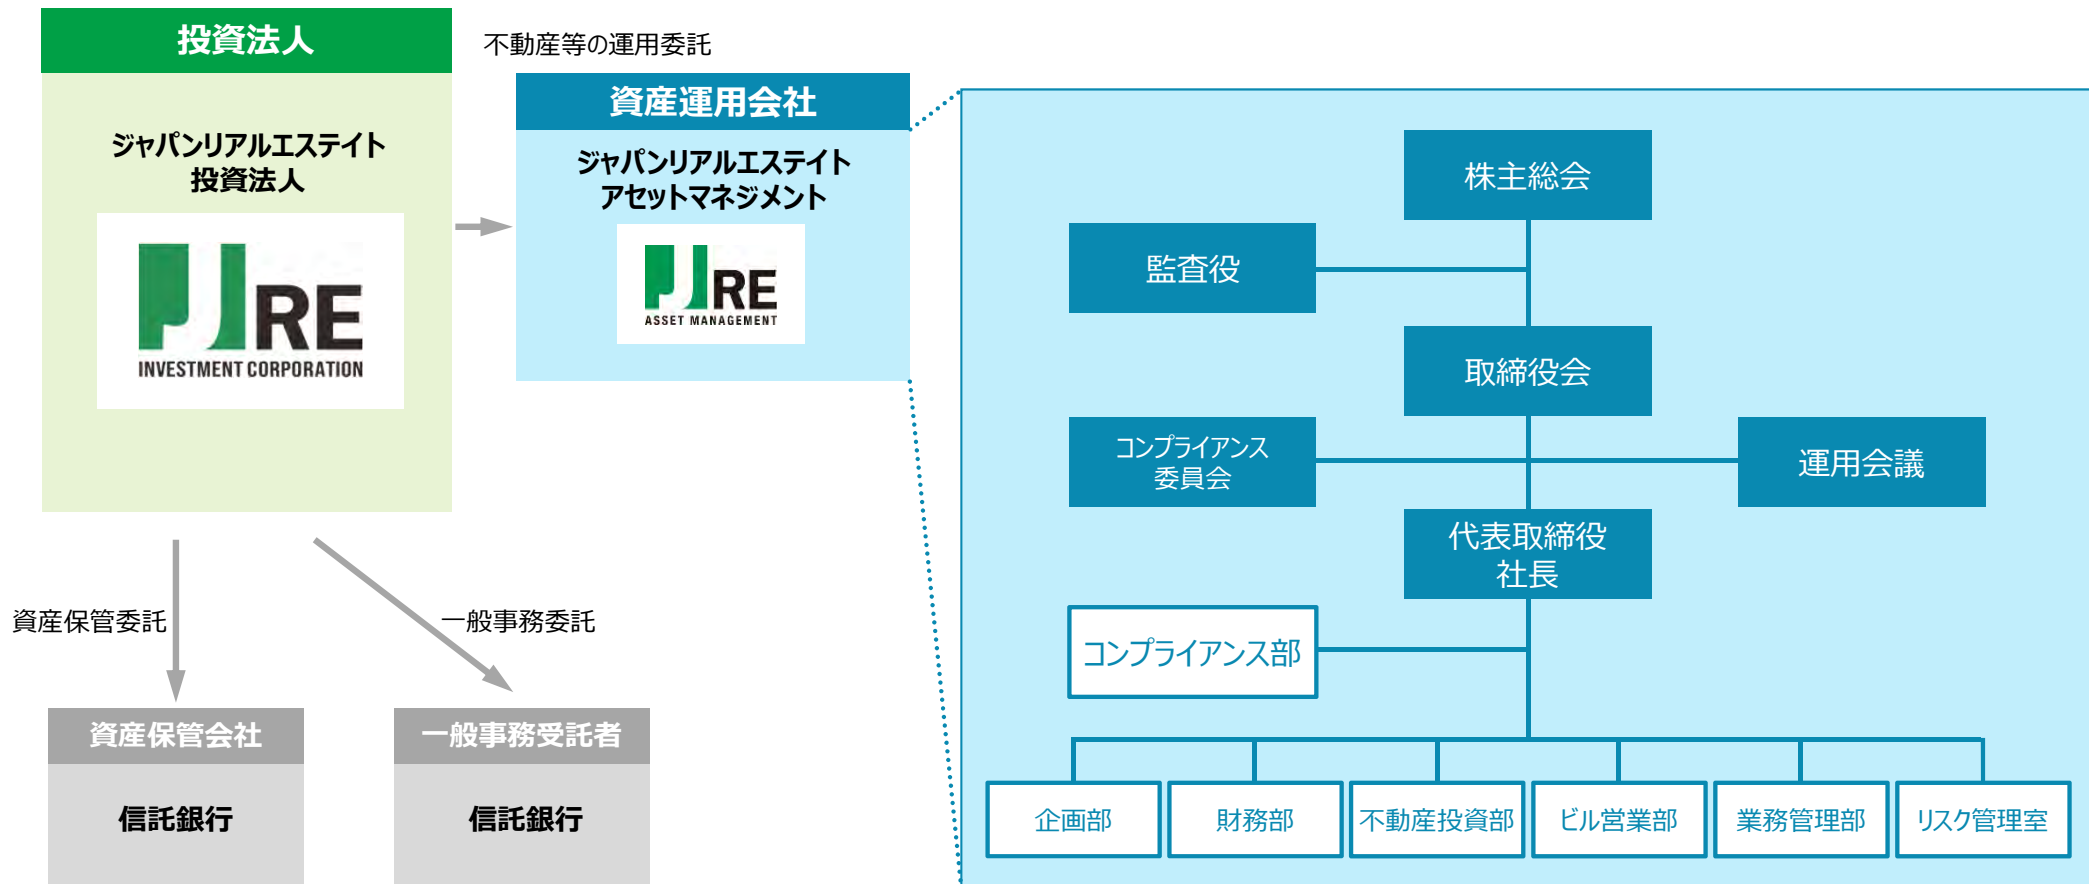 投資法人
ジャパンリアルエステイト
投資法人
JRE
INVESTMENT CORPORATION
不動産等の運用委託
資産運用会社
ジャパンリアルエステイト
アセットマネジメント
JRE
ASSET MANAGEMENT
資産保管委託
一般事務委託
資産保管会社
信託銀行
一般事務受託者
信託銀行
株主総会
監査役
取締役会
コンプライアンス
委員会
運用会議
代表取締役
社長
コンプライアンス部
企画部
財務部
不動産投資部
ビル営業部
業務管理部
リスク管理室